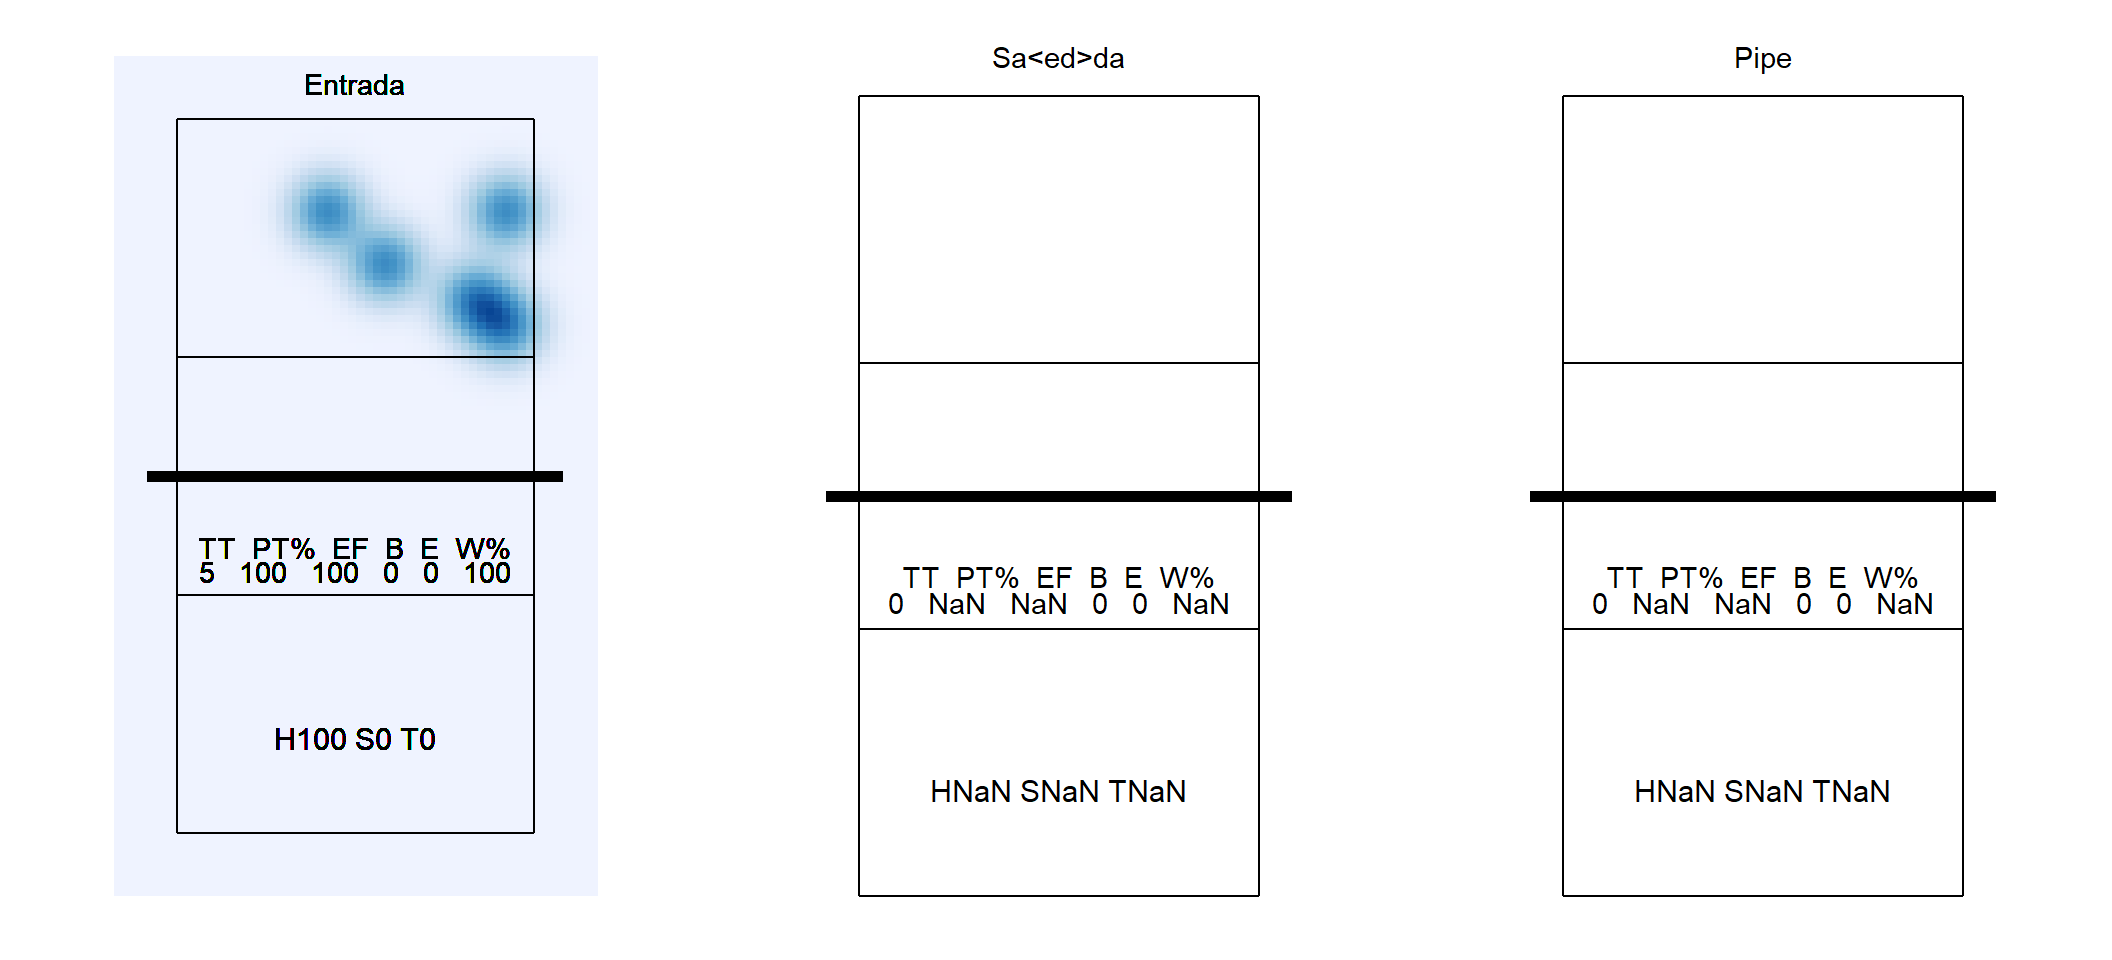 Entrada
TT PT% EF B E W%
5 100 100 0 0 100
H100 S0 T0
Sa<ed>da
TT PT% EF B E W%
0 NaN NaN 0 0 NaN
HNaN SNaN TNaN
Pipe
TT PT% EF B E W%
0 NaN NaN 0 0 NaN
HNaN SNaN TNaN